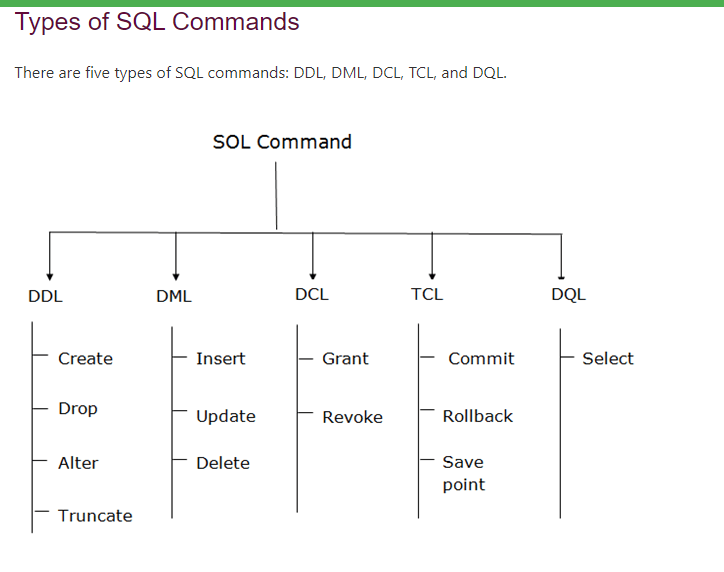 Types of SQL Commands
There are five types of SQL commands: DDL, DML, DCL, TCL, and DQL.
SOL Command
DDL DML DCL TCL DQL
Create Insert Grant Commit Select
Drop Update Revoke Rollback
Alter Delete Save
point
Truncate